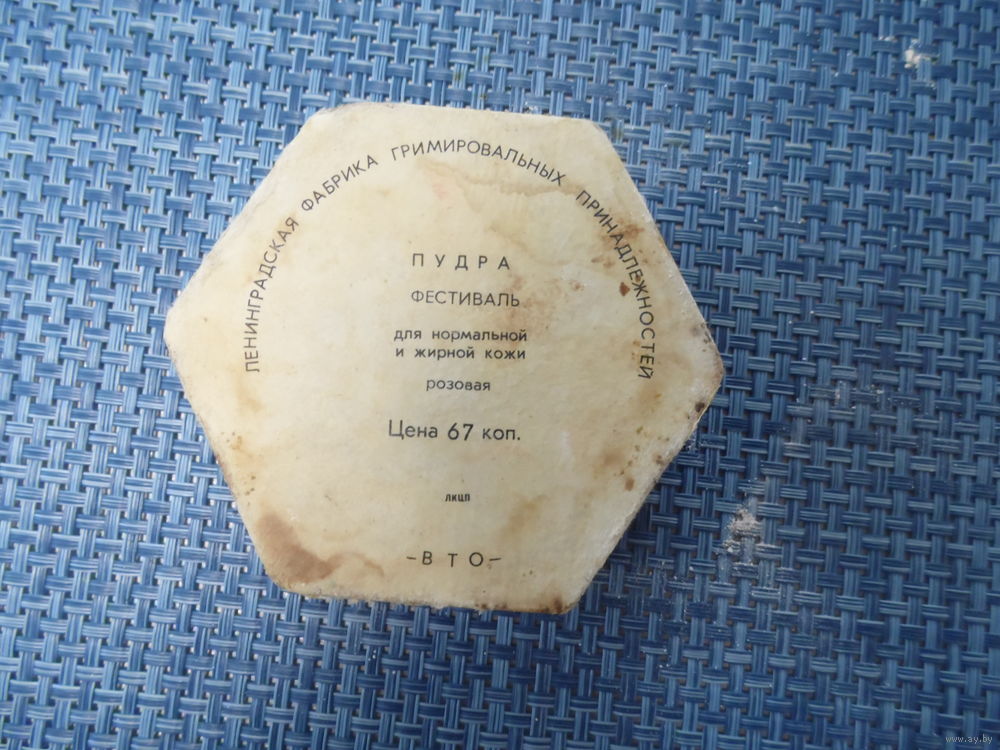 ЛЕНИНГРАДСКАЯ ФАБРИКА ГРИМИРОВАЛЬНЫХ ПРИНАДЛЕЖНОСТЕЙ
ПУДРА
ФЕСТИВАЛЬ
для нормальной
и жирной кожи
розовая
Цена 67 коп.
ЛКЦП
-ВТО-
www.ay.by